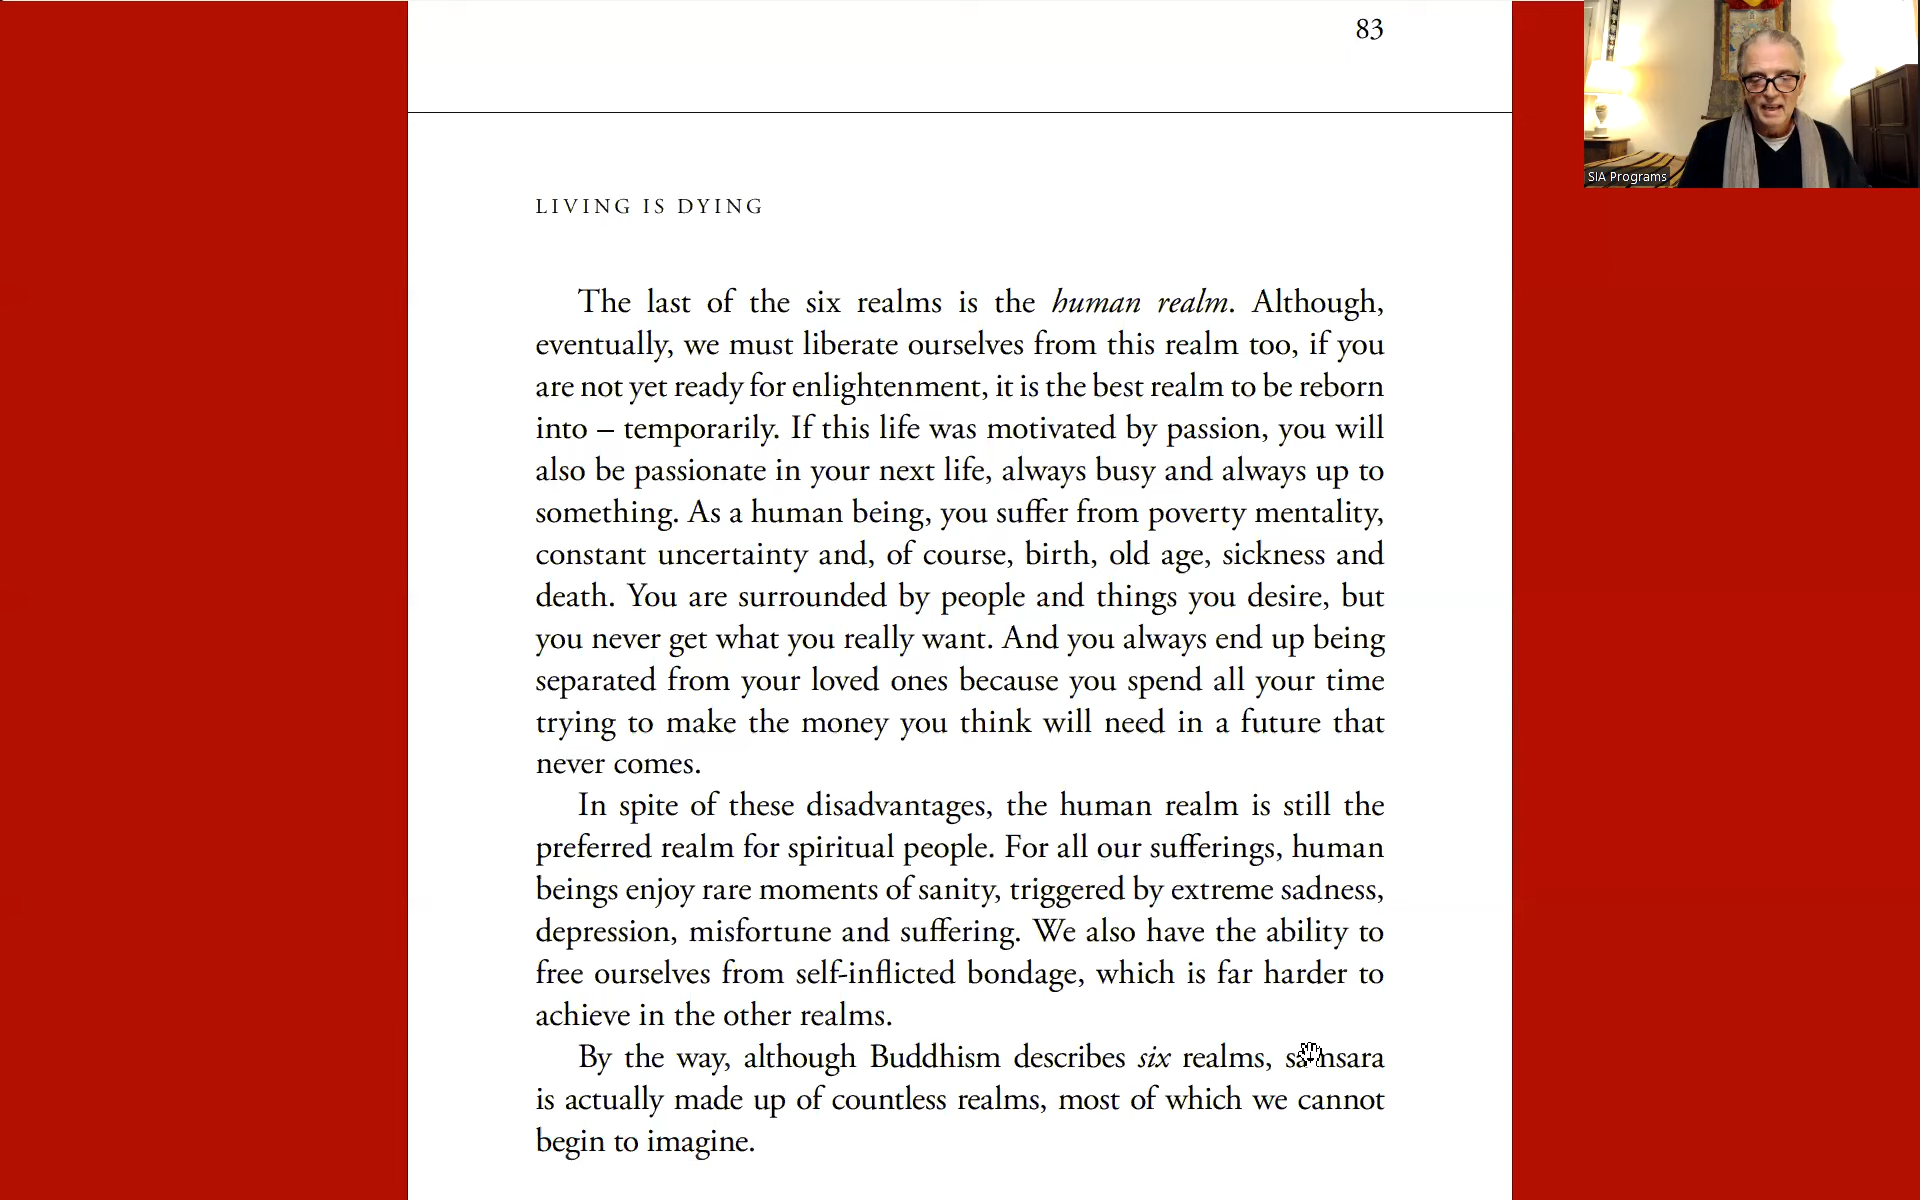 83
LIVING IS DYING
The last of the six realms is the human realm. Although,
eventually, we must liberate ourselves from this realm too, if you
are not yet ready for enlightenment, it is the best realm to be reborn
into – temporarily. If this life was motivated by passion, you will
also be passionate in your next life, always busy and always up to
something. As a human being, you suffer from poverty mentality,
constant uncertainty and, of course, birth, old age, sickness and
death. You are surrounded by people and things you desire, but
you never get what you really want. And you always end up being
separated from your loved ones because you spend all your time
trying to make the money you think will need in a future that
never comes.
In spite of these disadvantages, the human realm is still the
preferred realm for spiritual people. For all our sufferings, human
beings enjoy rare moments of sanity, triggered by extreme sadness,
depression, misfortune and suffering. We also have the ability to
free ourselves from self-inflicted bondage, which is far harder to
achieve in the other realms.
By the way, although Buddhism describes six realms, samsara
is actually made up of countless realms, most of which we cannot
begin to imagine.
SIA Programs